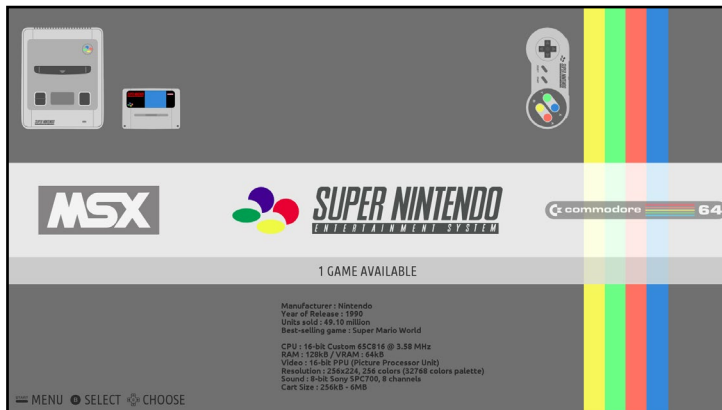 MSX
SUPER NINTENDO
ENTERTAINMENT SYSTEM
commodore 64
1 GAME AVAILABLE
Manufacturer : Nintendo
Year of Release : 1990
Units sold : 49.10 million
Best-selling game : Super Mario World
CPU : 16-bit Custom 65C816 @ 3.58 MHz
RAM : 128kB / VRAM : 64kB
Video : 16-bit PPU (Picture Processor Unit)
Resolution : 256x224, 256 colors (32768 colors palette)
Sound : 8-bit Sony SPC700, 8 channels
Cart Size : 256kB - 6MB
MENU SELECT CHOOSE